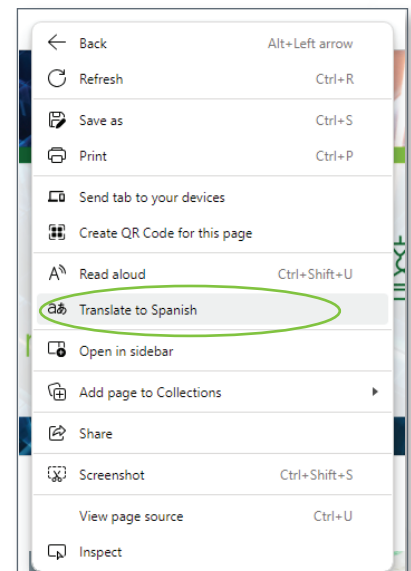 Back Alt+Left arrow
Refresh Ctrl+R
Save as Ctrl+S
Print Ctrl+P
Send tab to your devices
Create QR Code for this page
Read aloud Ctrl+Shift+U
Translate to Spanish
Open in sidebar
Add page to Collections
Share
Screenshot Ctrl+Shift+S
View page source Ctrl+U
Inspect